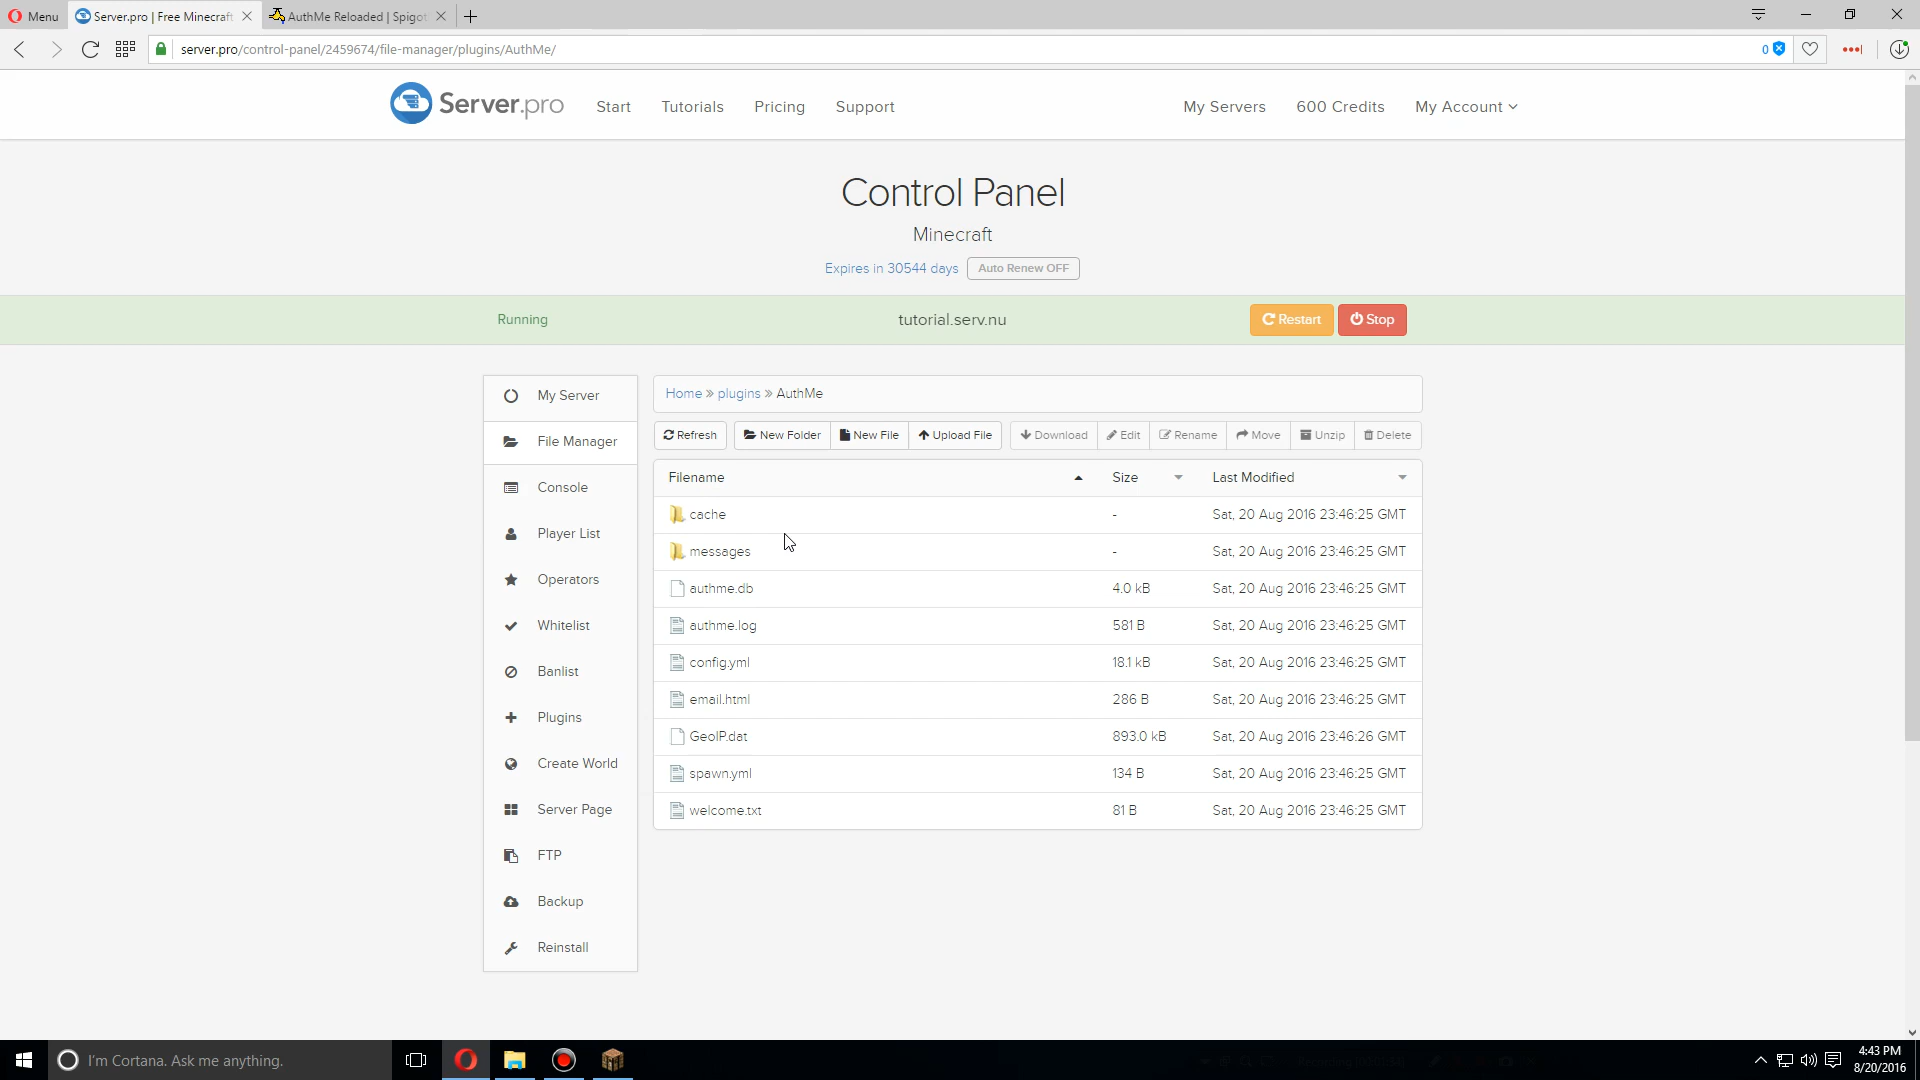 Menu
Server.pro | Free Minecraft
AuthMe Reloaded | Spigot
server.pro/control-panel/2459674/file-manager/plugins/AuthMe/
0
Server.pro
Start
Tutorials
Pricing
Support
My Servers
600 Credits
My Account
Control Panel
Minecraft
Expires in 30544 days
Auto Renew OFF
Running
tutorial.serv.nu
Restart
Stop
My Server
File Manager
Console
Player List
Operators
Whitelist
Banlist
Plugins
Create World
Server Page
FTP
Backup
Reinstall
Home » plugins » AuthMe
Refresh
New Folder
New File
Upload File
Download
Edit
Rename
Move
Unzip
Delete
Filename Size Last Modified
cache - Sat, 20 Aug 2016 23:46:25 GMT
messages - Sat, 20 Aug 2016 23:46:25 GMT
authme.db 4.0 kB Sat, 20 Aug 2016 23:46:25 GMT
authme.log 581 B Sat, 20 Aug 2016 23:46:25 GMT
config.yml 18.1 kB Sat, 20 Aug 2016 23:46:25 GMT
email.html 286 B Sat, 20 Aug 2016 23:46:25 GMT
GeoIP.dat 893.0 kB Sat, 20 Aug 2016 23:46:26 GMT
spawn.yml 134 B Sat, 20 Aug 2016 23:46:25 GMT
welcome.txt 81 B Sat, 20 Aug 2016 23:46:25 GMT
I'm Cortana. Ask me anything.
4:43 PM
8/20/2016